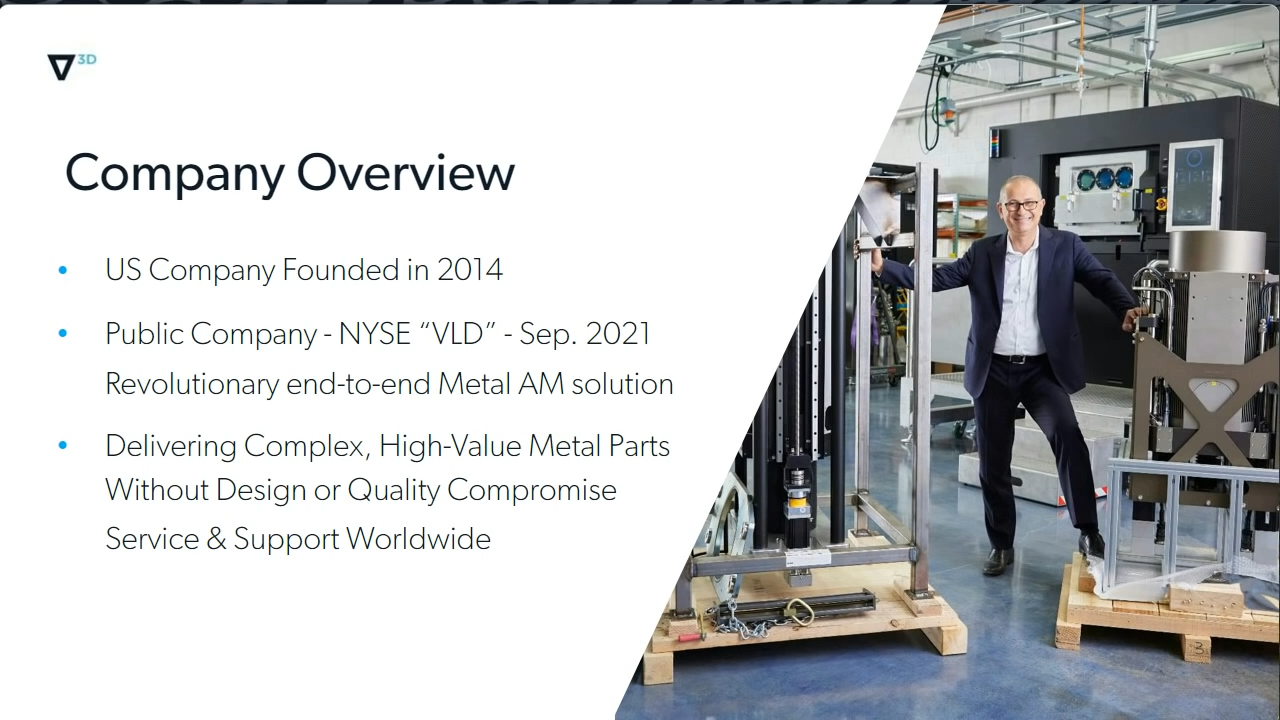 3D
Company Overview
• US Company Founded in 2014
• Public Company - NYSE “VLD” - Sep. 2021
Revolutionary end-to-end Metal AM solution
• Delivering Complex, High-Value Metal Parts
Without Design or Quality Compromise
Service & Support Worldwide
3